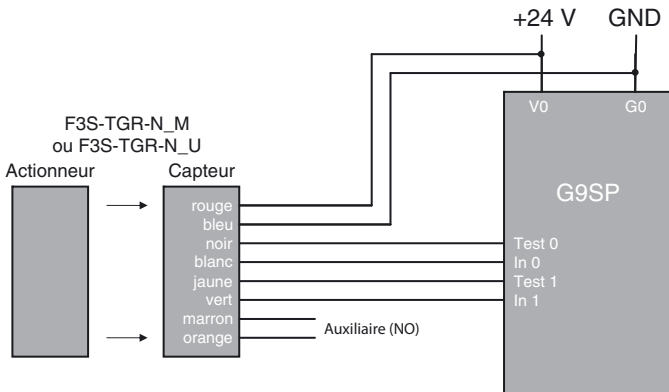 +24 V GND
V0 G0
F3S-TGR-N_M
ou F3S-TGR-N_U
Actionneur Capteur
G9SP
rouge
bleu
noir Test 0
blanc In 0
jaune Test 1
vert In 1
marron
orange
Auxiliaire (NO)